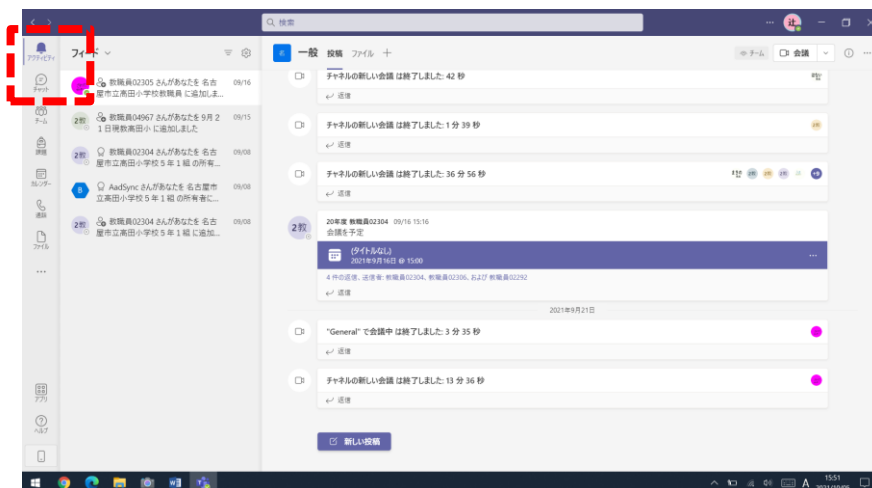 検索
辻
アクティビティ
チャット
チーム
課題
カレンダー
通話
ファイル
アプリ
ヘルプ
フィード
教職員02305 さんがあなたを 名古
屋市立高田小学校教職員 に追加しま...
09/16
2教
教職員04967 さんがあなたを 9月2
1日現教高田小 に追加しました
09/15
2教
教職員02304 さんがあなたを 名古
屋市立高田小学校５年１組 の所有...
09/08
B
AadSync さんがあなたを 名古屋市
立高田小学校５年１組 の所有者に...
09/08
2教
教職員02304 さんがあなたを 名古
屋市立高田小学校５年１組 に追加...
09/08
名
一般 投稿 ファイル
チーム
会議
チャネルの新しい会議 は終了しました: 42 秒
返信
チャネルの新しい会議 は終了しました: 1 分 39 秒
返信
チャネルの新しい会議 は終了しました: 36 分 56 秒
+9
返信
2教
20年度 教職員02304 09/16 15:16
会議を予定
(タイトルなし)
2021年9月16日 @ 15:00
4 件の返信、送信者: 教職員02304、教職員02306、および 教職員02292
返信
2021年9月21日
"General" で会議中 は終了しました: 3 分 35 秒
返信
チャネルの新しい会議 は終了しました: 13 分 36 秒
返信
新しい投稿
A
15:51
2021/10/05